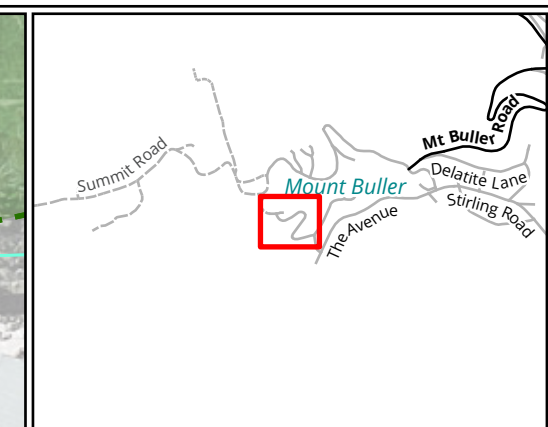 Summit Road
Mt Buller Road
Mount Buller
Delatite Lane
Stirling Road
The Avenue